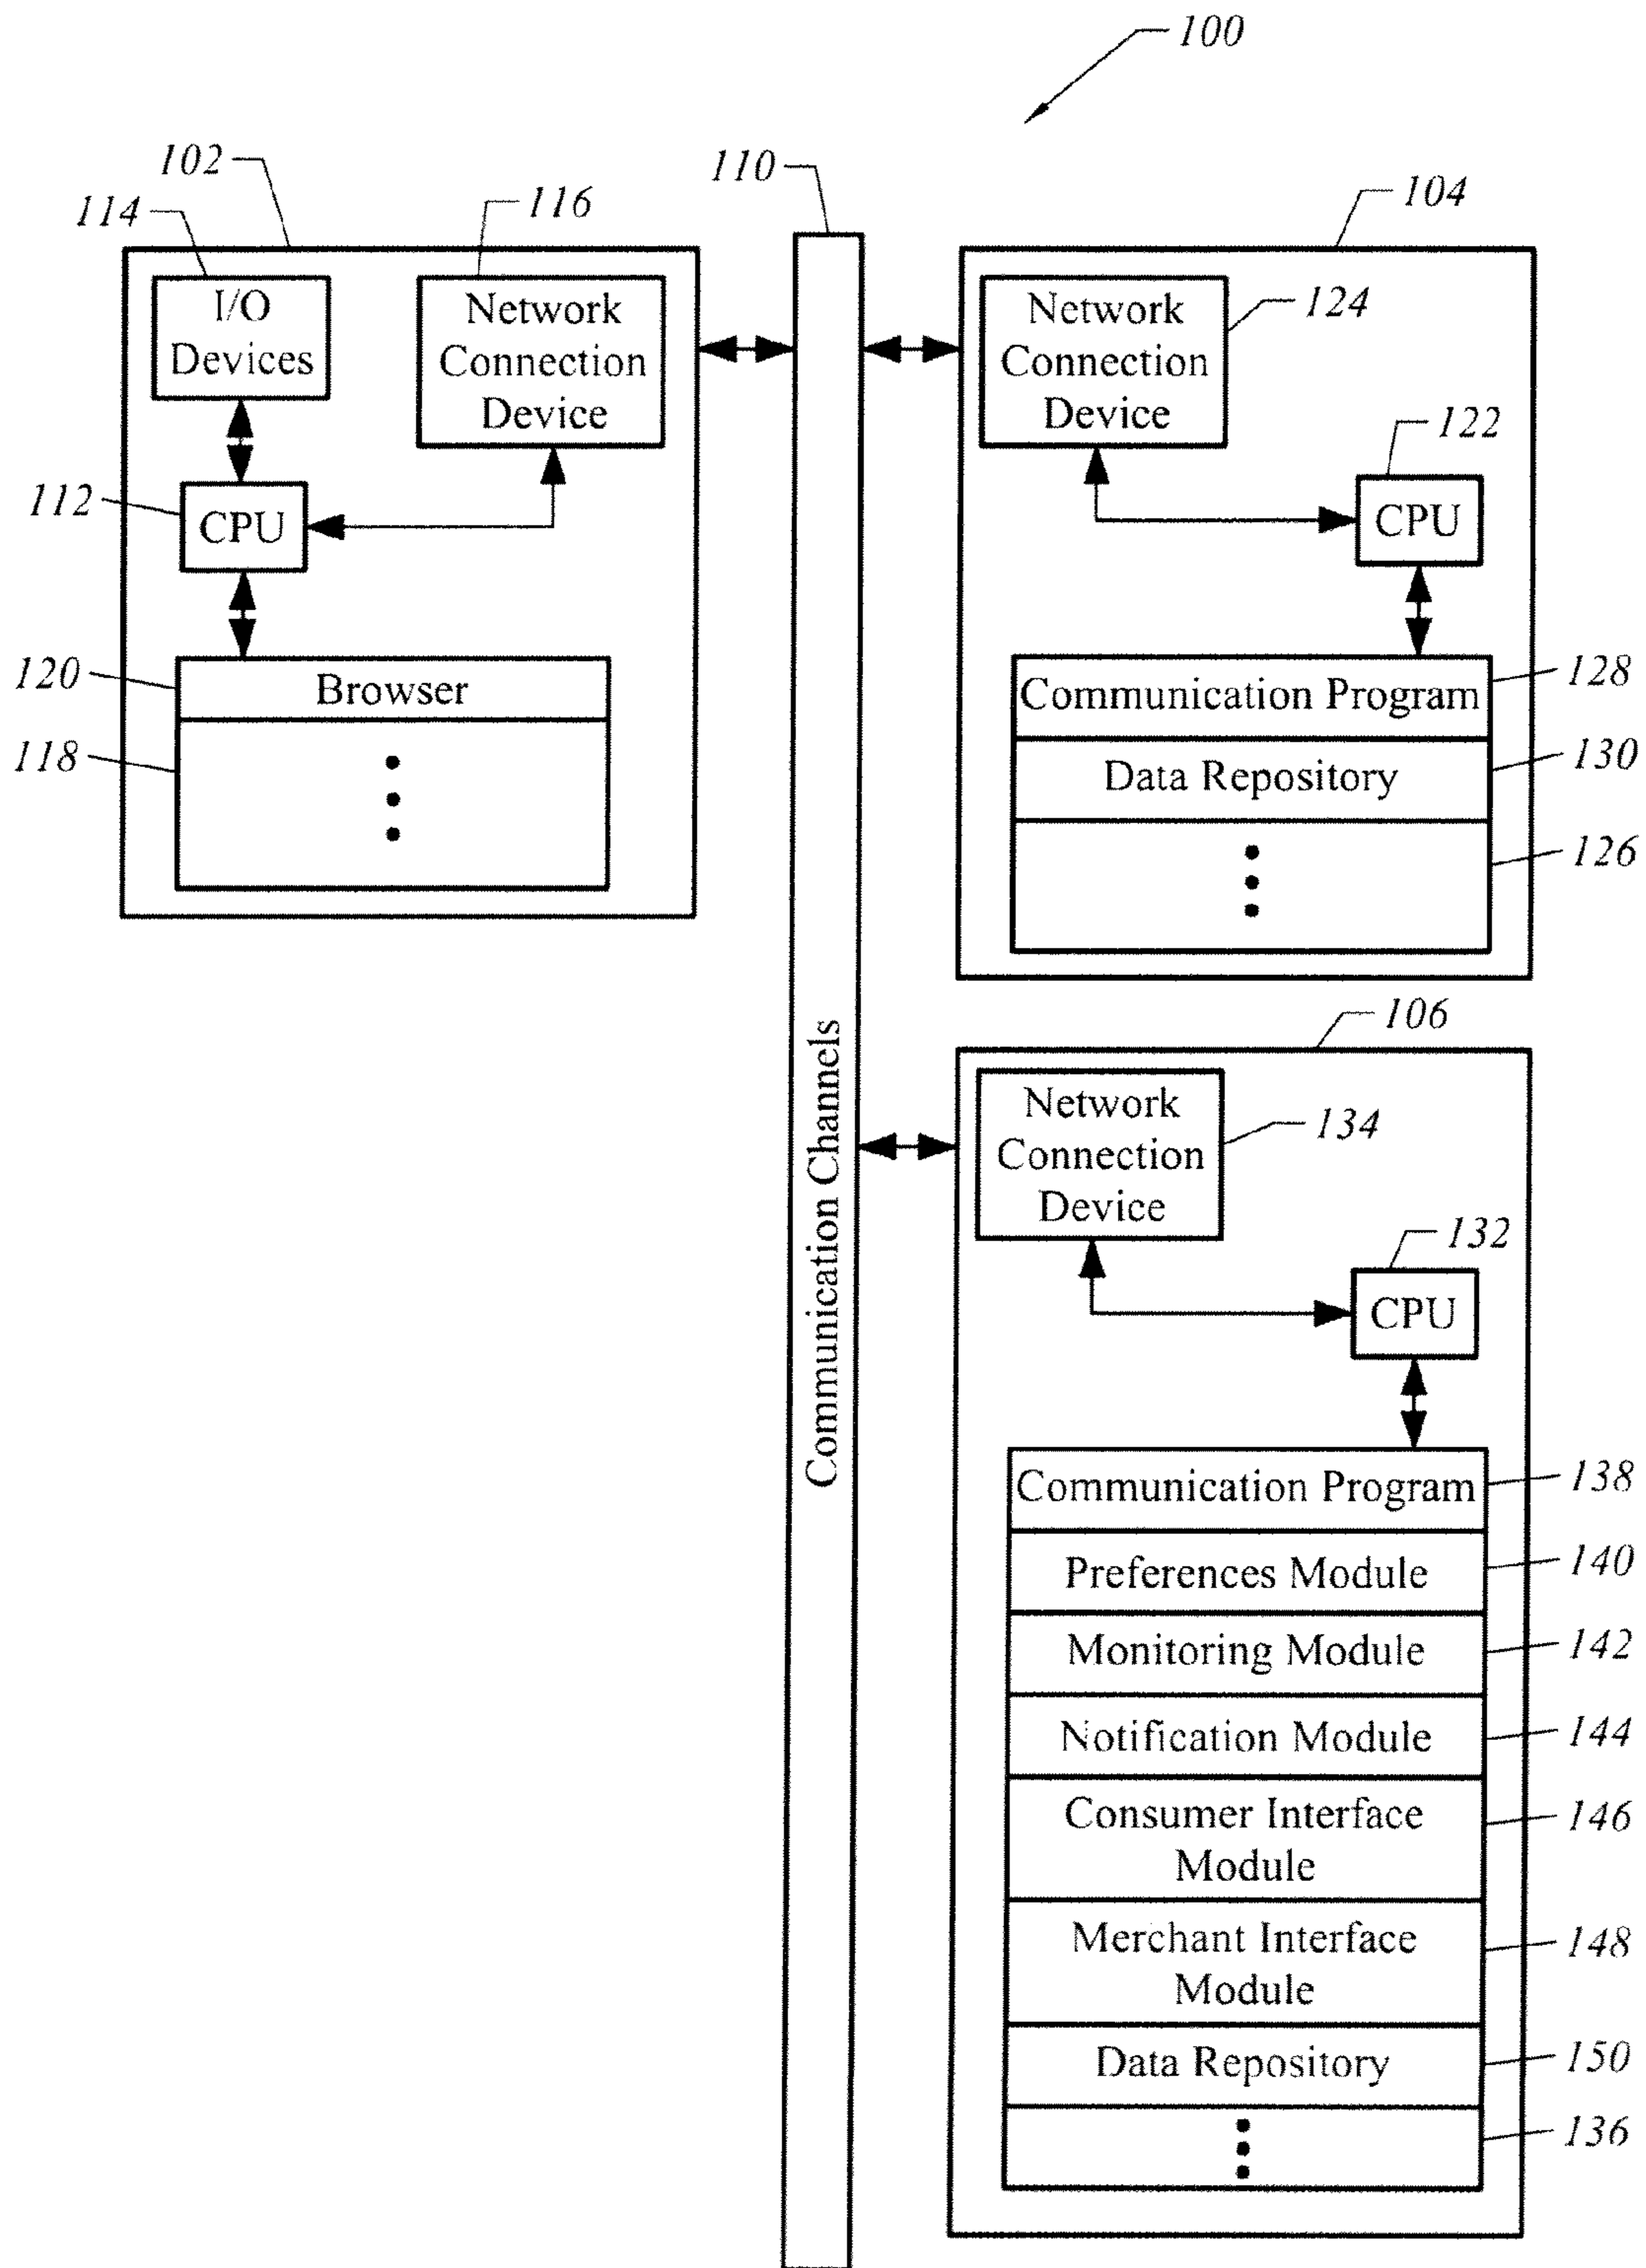 100
102
110
104
114
116
I/O
Devices
Network
Connection
Device
Network
Connection
Device
124
122
112
CPU
CPU
120
Browser
118
Communication Program
128
Data Repository
130
126
106
Communication Channels
Network
Connection
Device
134
132
CPU
Communication Program
138
Preferences Module
140
Monitoring Module
142
Notification Module
144
Consumer Interface
Module
146
Merchant Interface
Module
148
Data Repository
150
136